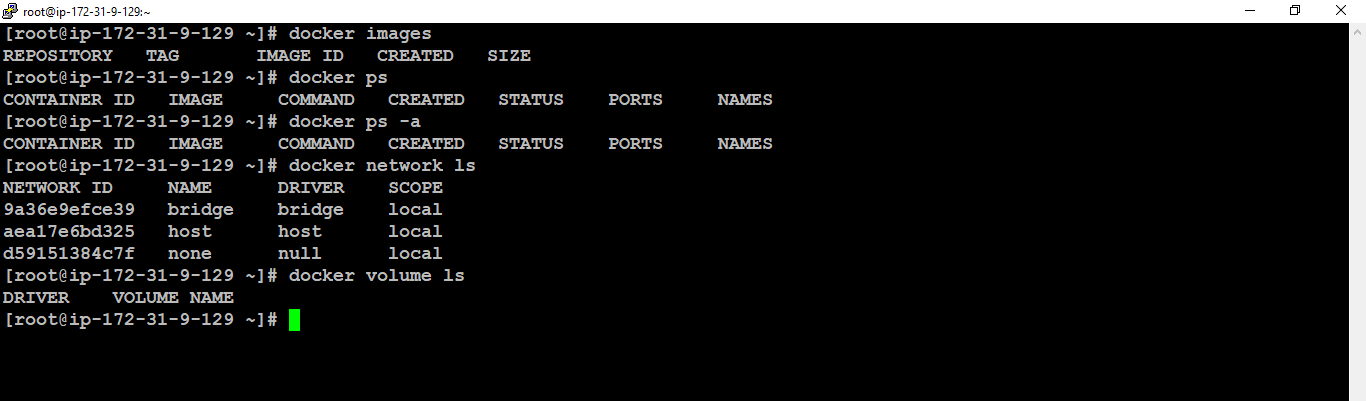 root@ip-172-31-9-129:~
[root@ip-172-31-9-129 ~]# docker images
REPOSITORY   TAG       IMAGE ID   CREATED   SIZE
[root@ip-172-31-9-129 ~]# docker ps
CONTAINER ID   IMAGE     COMMAND   CREATED   STATUS    PORTS     NAMES
[root@ip-172-31-9-129 ~]# docker ps -a
CONTAINER ID   IMAGE     COMMAND   CREATED   STATUS    PORTS     NAMES
[root@ip-172-31-9-129 ~]# docker network ls
NETWORK ID     NAME      DRIVER    SCOPE
9a36e9efce39   bridge    bridge    local
aea17e6bd325   host      host      local
d59151384c7f   none      null      local
[root@ip-172-31-9-129 ~]# docker volume ls
DRIVER    VOLUME NAME
[root@ip-172-31-9-129 ~]#